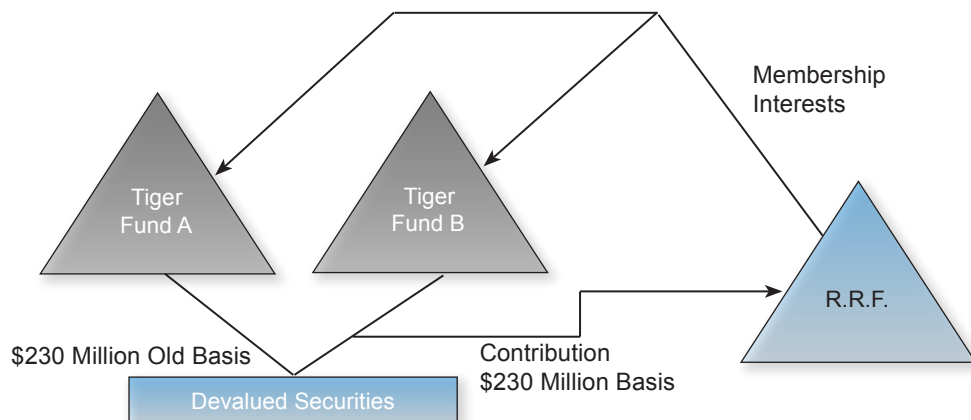 Membership
Interests
Tiger
Fund A
Tiger
Fund B
R.R.F.
$230 Million Old Basis
Contribution
$230 Million Basis
Devalued Securities